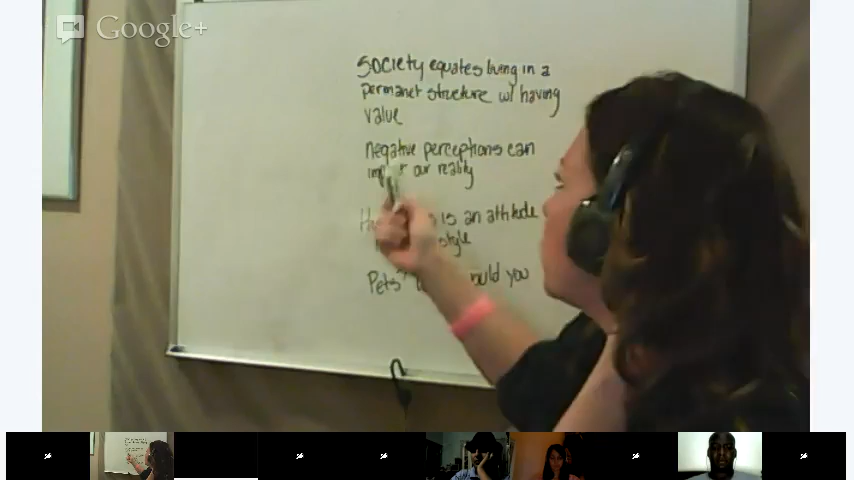 Google+
Society equates living in a
permanet structure w/ having
value
negative perceptions can
our reality
is an attitude
style
Pets? you